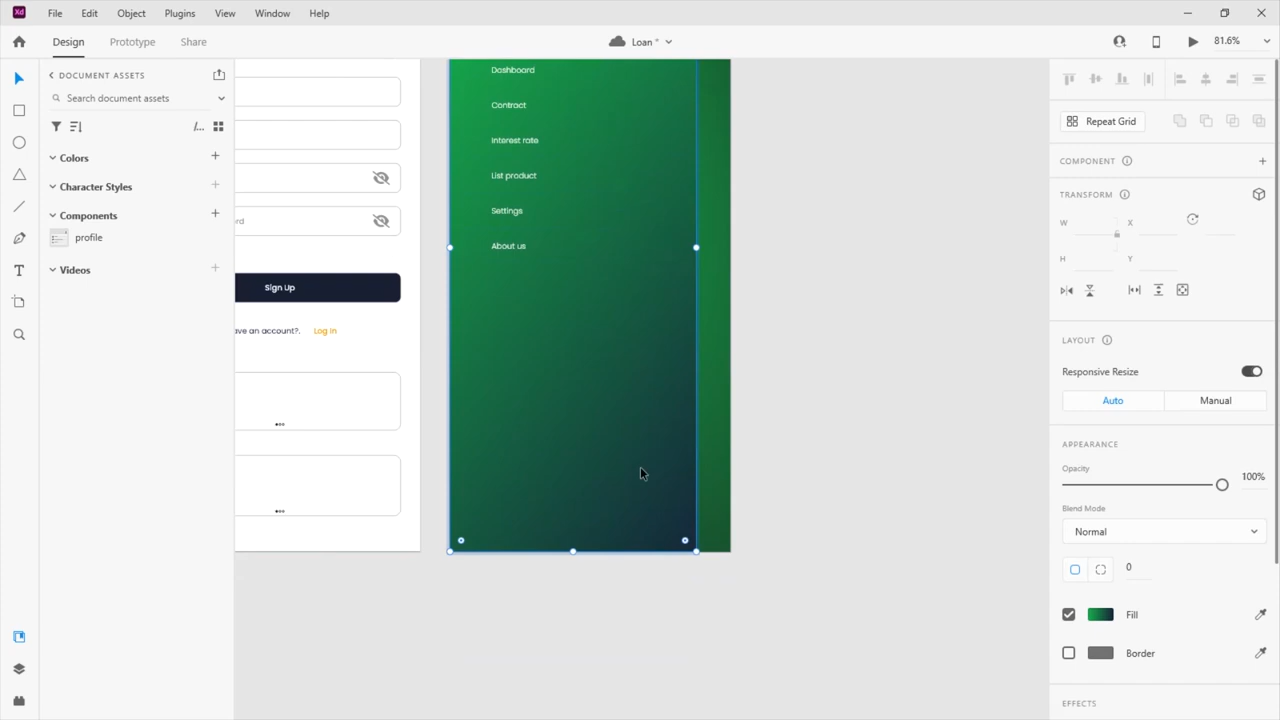 Xd File Edit Object Plugins View Window Help
Design Prototype Share Loan * 81.6%
DOCUMENT ASSETS
Search document assets
Colors
Character Styles
Components
profile
Videos
rd
Sign Up
ave an account?. Log In
Dashboard
Contract
Interest rate
List product
Settings
About us
Repeat Grid
COMPONENT
TRANSFORM
W X
H Y
LAYOUT
Responsive Resize
Auto Manual
APPEARANCE
Opacity
100%
Blend Mode
Normal
0
Fill
Border
EFFECTS